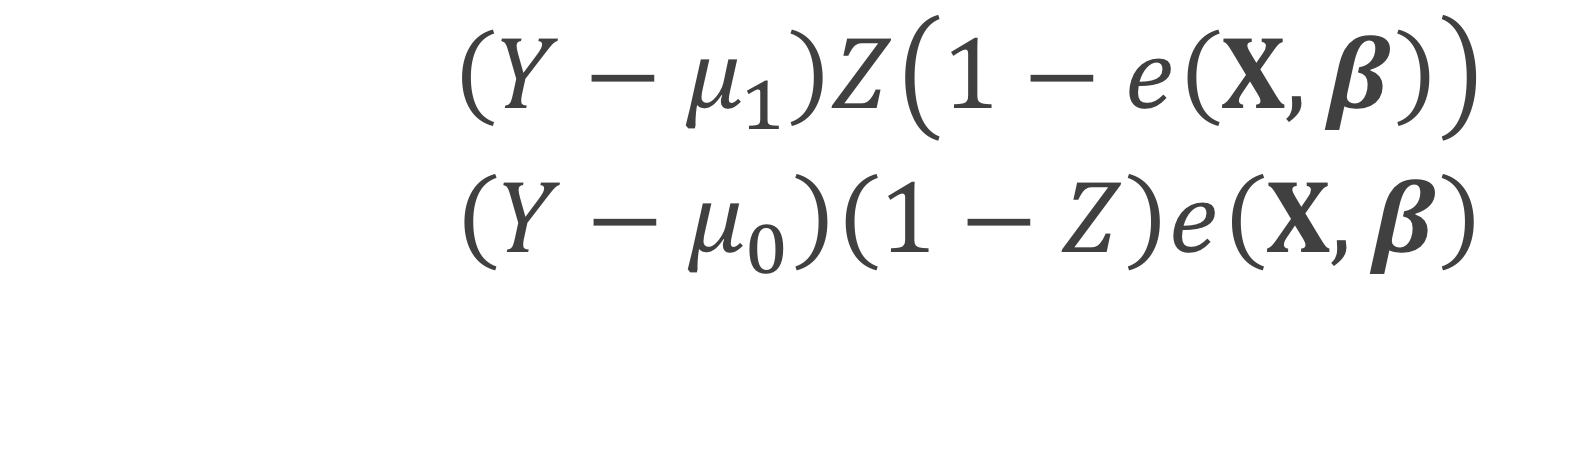 (Y − μ₁)Z(1 − e(𝐗, 𝜷))
(Y − μ₀)(1 − Z)e(𝐗, 𝜷)